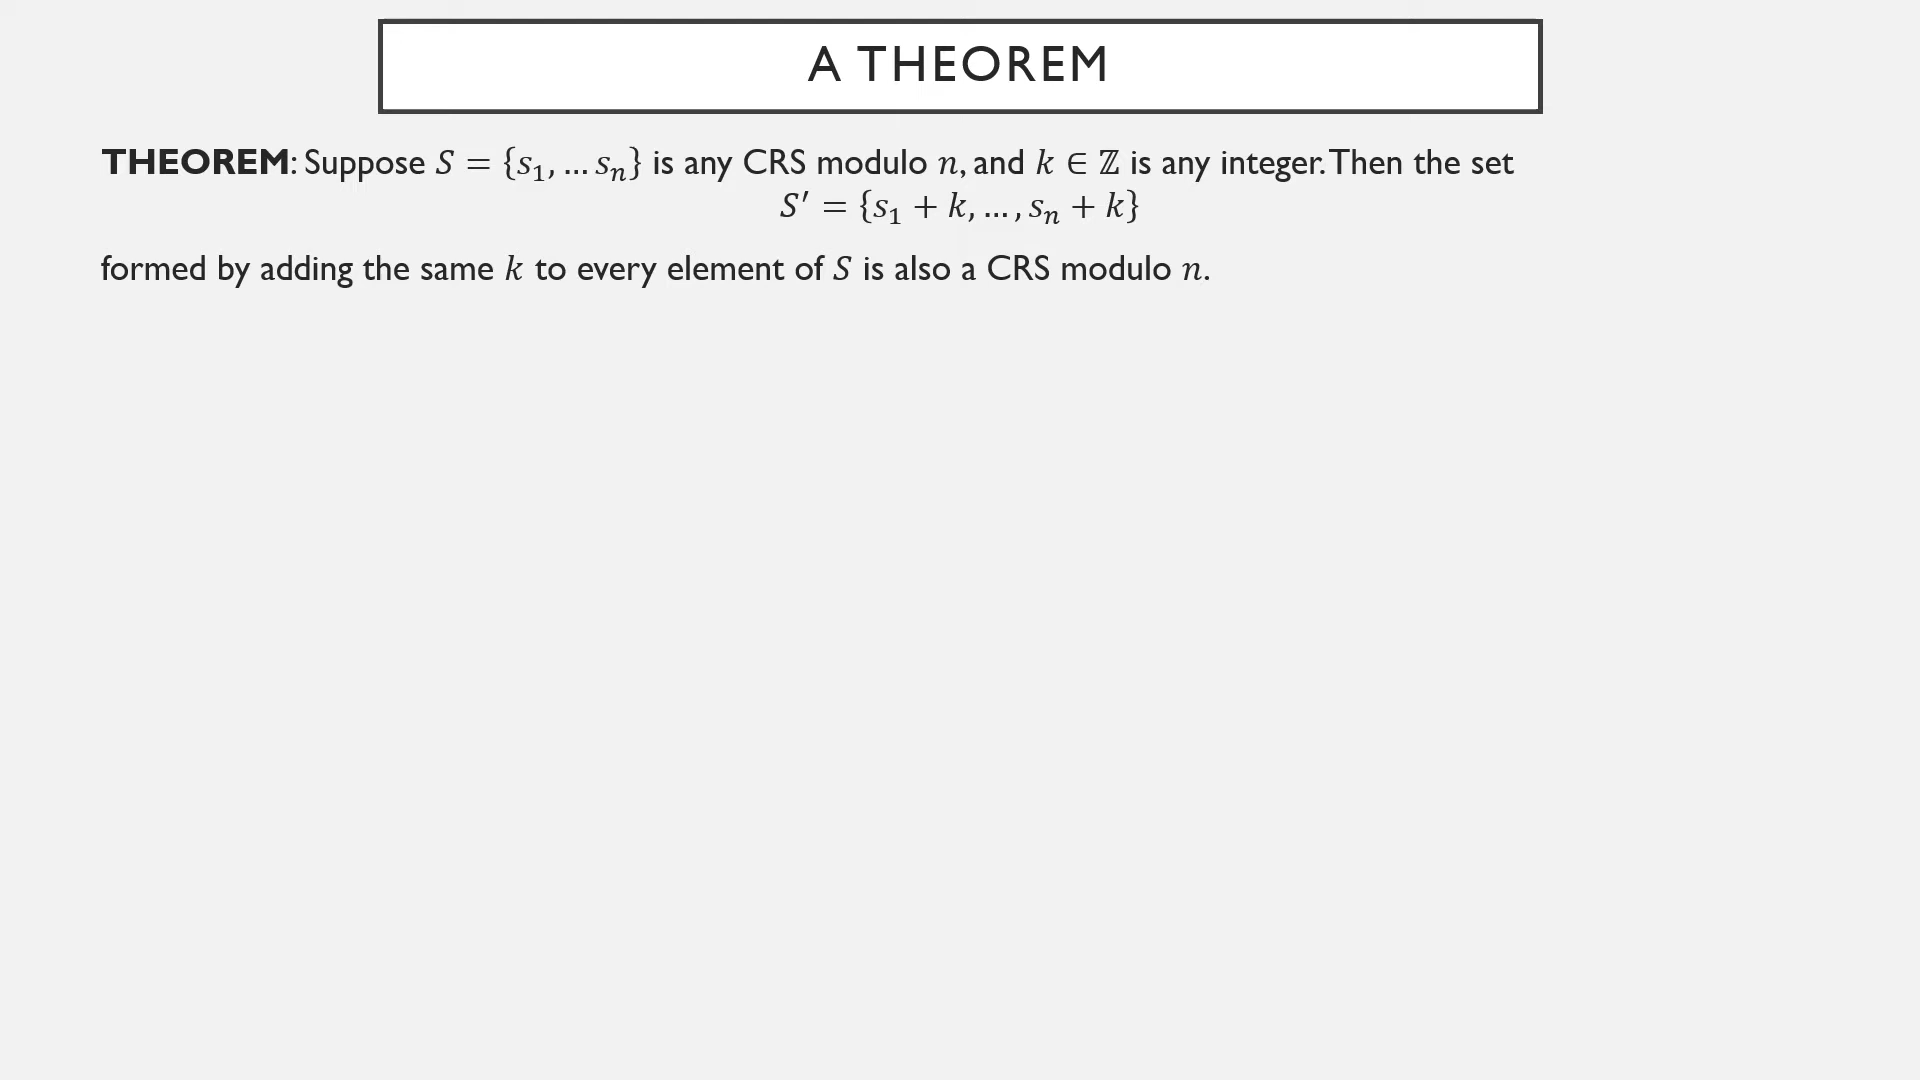 A THEOREM
THEOREM: Suppose 𝑆 = {𝑠₁, … 𝑠ₙ} is any CRS modulo 𝑛, and 𝑘 ∈ ℤ is any integer. Then the set
𝑆′ = {𝑠₁ + 𝑘, … , 𝑠ₙ + 𝑘}
formed by adding the same 𝑘 to every element of 𝑆 is also a CRS modulo 𝑛.